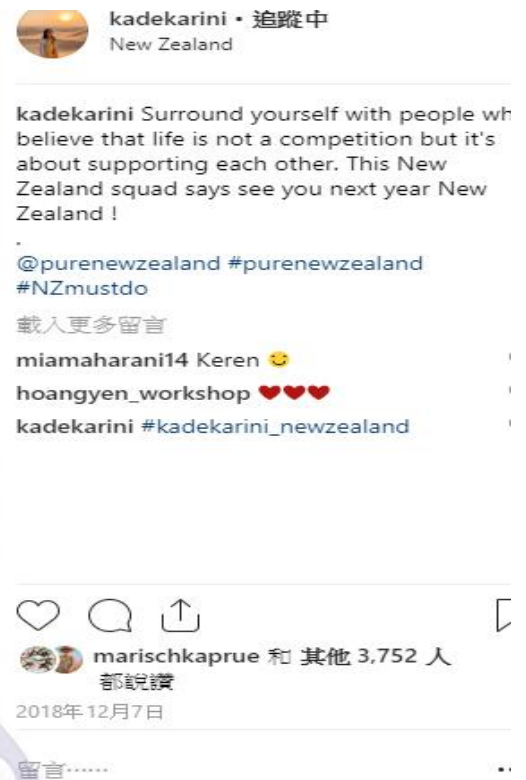 kadekarini • 追蹤中
New Zealand
kadekarini Surround yourself with people wh
believe that life is not a competition but it's
about supporting each other. This New
Zealand squad says see you next year New
Zealand !
.
@purenewzealand #purenewzealand
#NZmustdo
載入更多留言
miamaharani14 Keren 😊
hoangyen_workshop ❤❤❤
kadekarini #kadekarini_newzealand
marischkaprue 和 其他 3,752 人
都說讚
2018年12月7日
留言……